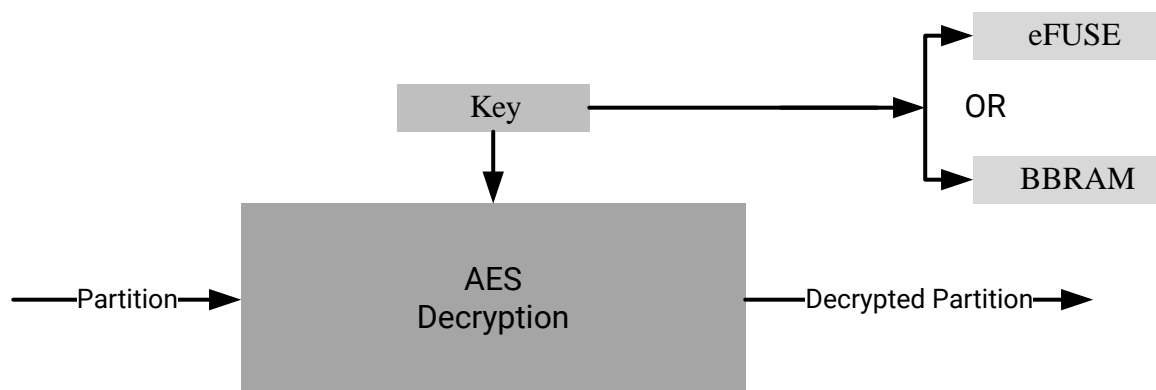 eFUSE
Key
OR
BBRAM
AES
Decryption
Partition
Decrypted Partition